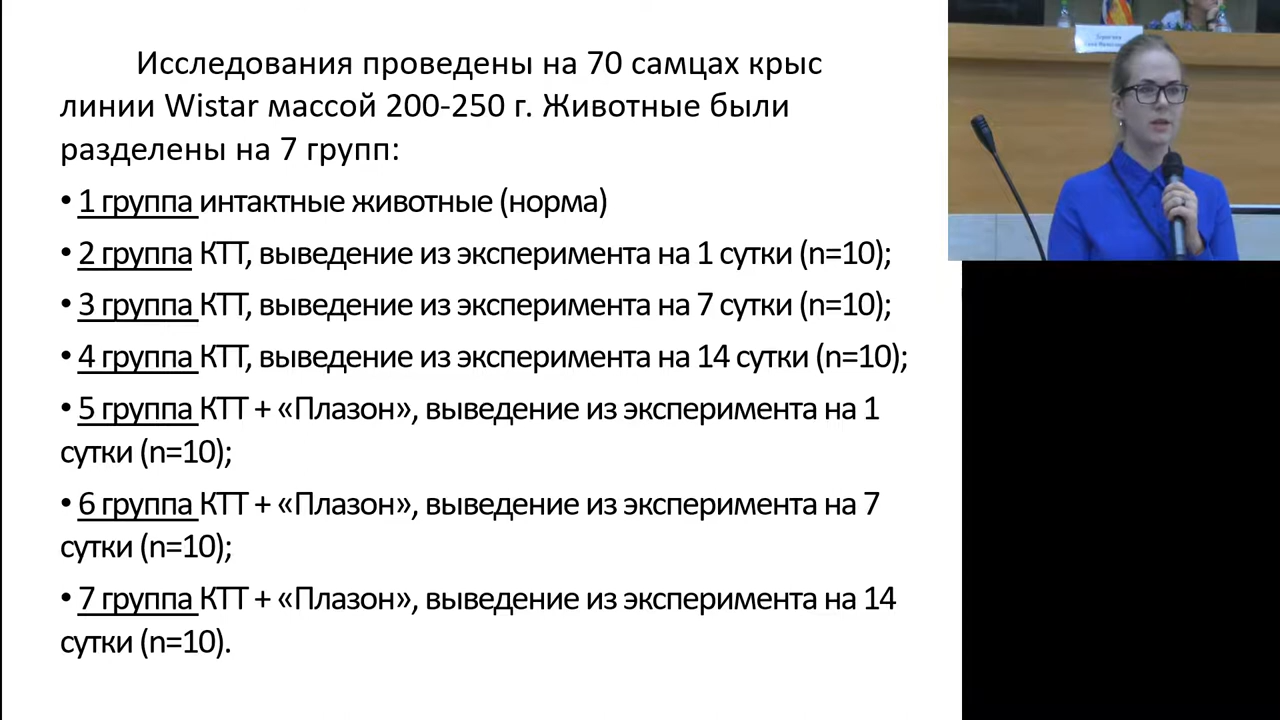 Исследования проведены на 70 самцах крыс
линии Wistar массой 200-250 г. Животные были
разделены на 7 групп:
• 1 группа интактные животные (норма)
• 2 группа КТТ, выведение из эксперимента на 1 сутки (n=10);
• 3 группа КТТ, выведение из эксперимента на 7 сутки (n=10);
• 4 группа КТТ, выведение из эксперимента на 14 сутки (n=10);
• 5 группа КТТ + «Плазон», выведение из эксперимента на 1
сутки (n=10);
• 6 группа КТТ + «Плазон», выведение из эксперимента на 7
сутки (n=10);
• 7 группа КТТ + «Плазон», выведение из эксперимента на 14
сутки (n=10).